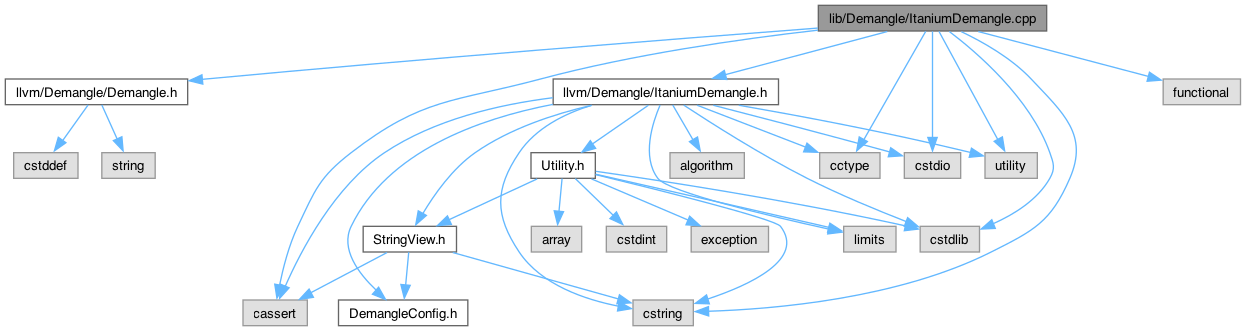 lib/Demangle/ItaniumDemangle.cpp
llvm/Demangle/Demangle.h
llvm/Demangle/ItaniumDemangle.h
functional
cstddef
string
Utility.h
algorithm
cctype
cstdio
utility
StringView.h
array
cstdint
exception
limits
cstdlib
cassert
DemangleConfig.h
cstring